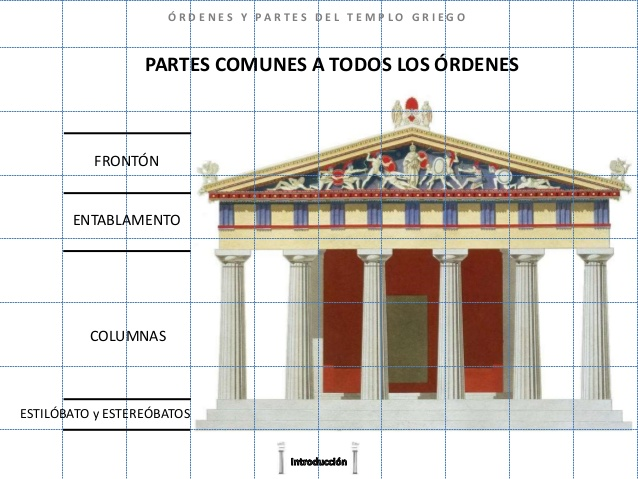 ÓRDENES Y PARTES DEL TEMPLO GRIEGO
PARTES COMUNES A TODOS LOS ÓRDENES
FRONTÓN
ENTABLAMENTO
COLUMNAS
ESTILÓBATO y ESTEREÓBATOS
Introducción